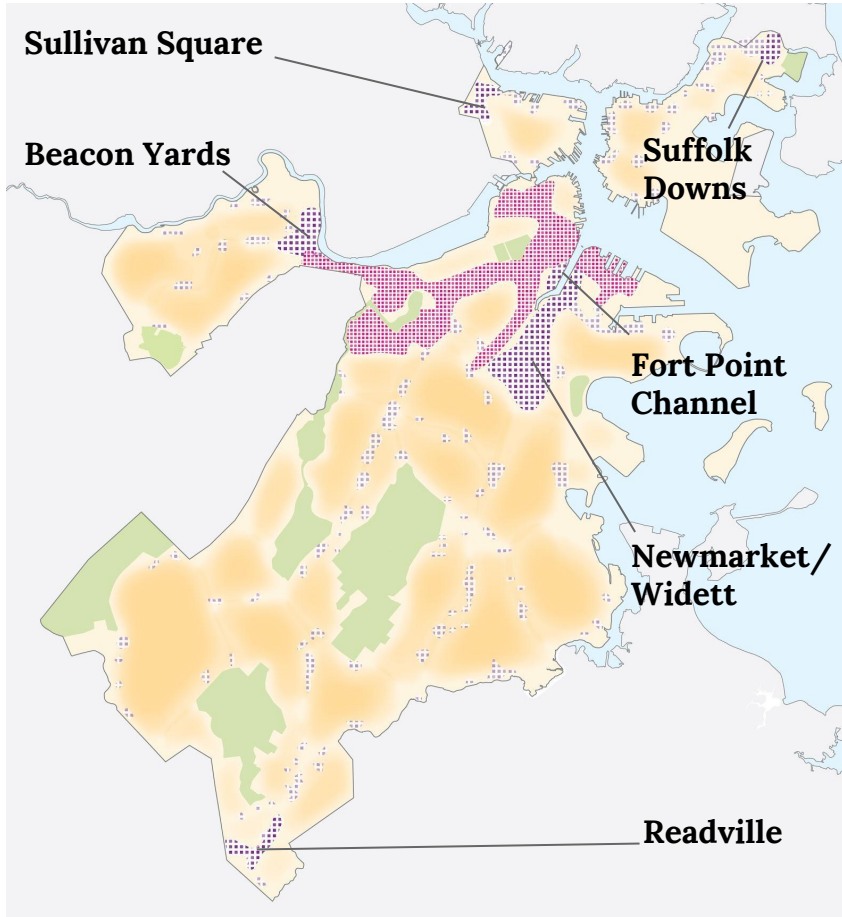 Sullivan Square
Beacon Yards
Suffolk
Downs
Fort Point
Channel
Newmarket/
Widett
Readville